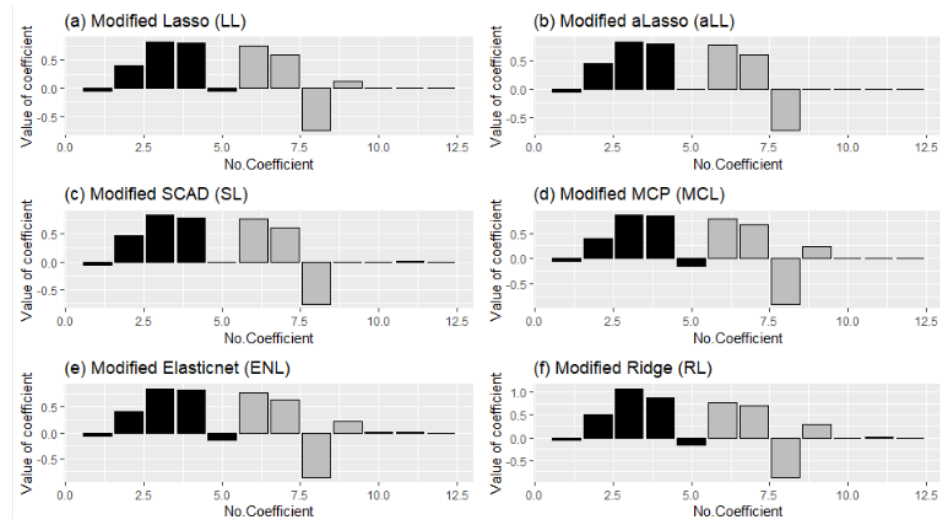 (a) Modified Lasso (LL)
Value of coefficient
0.5
0.0
-0.5
0.0 2.5 5.0 7.5 10.0 12.5
No.Coefficient
(b) Modified aLasso (aLL)
Value of coefficient
0.5
0.0
-0.5
0.0 2.5 5.0 7.5 10.0 12.5
No.Coefficient
(c) Modified SCAD (SL)
Value of coefficient
0.5
0.0
-0.5
0.0 2.5 5.0 7.5 10.0 12.5
No.Coefficient
(d) Modified MCP (MCL)
Value of coefficient
0.5
0.0
-0.5
0.0 2.5 5.0 7.5 10.0 12.5
No.Coefficient
(e) Modified Elasticnet (ENL)
Value of coefficient
0.5
0.0
-0.5
0.0 2.5 5.0 7.5 10.0 12.5
No.Coefficient
(f) Modified Ridge (RL)
Value of coefficient
1.0
0.5
0.0
-0.5
0.0 2.5 5.0 7.5 10.0 12.5
No.Coefficient